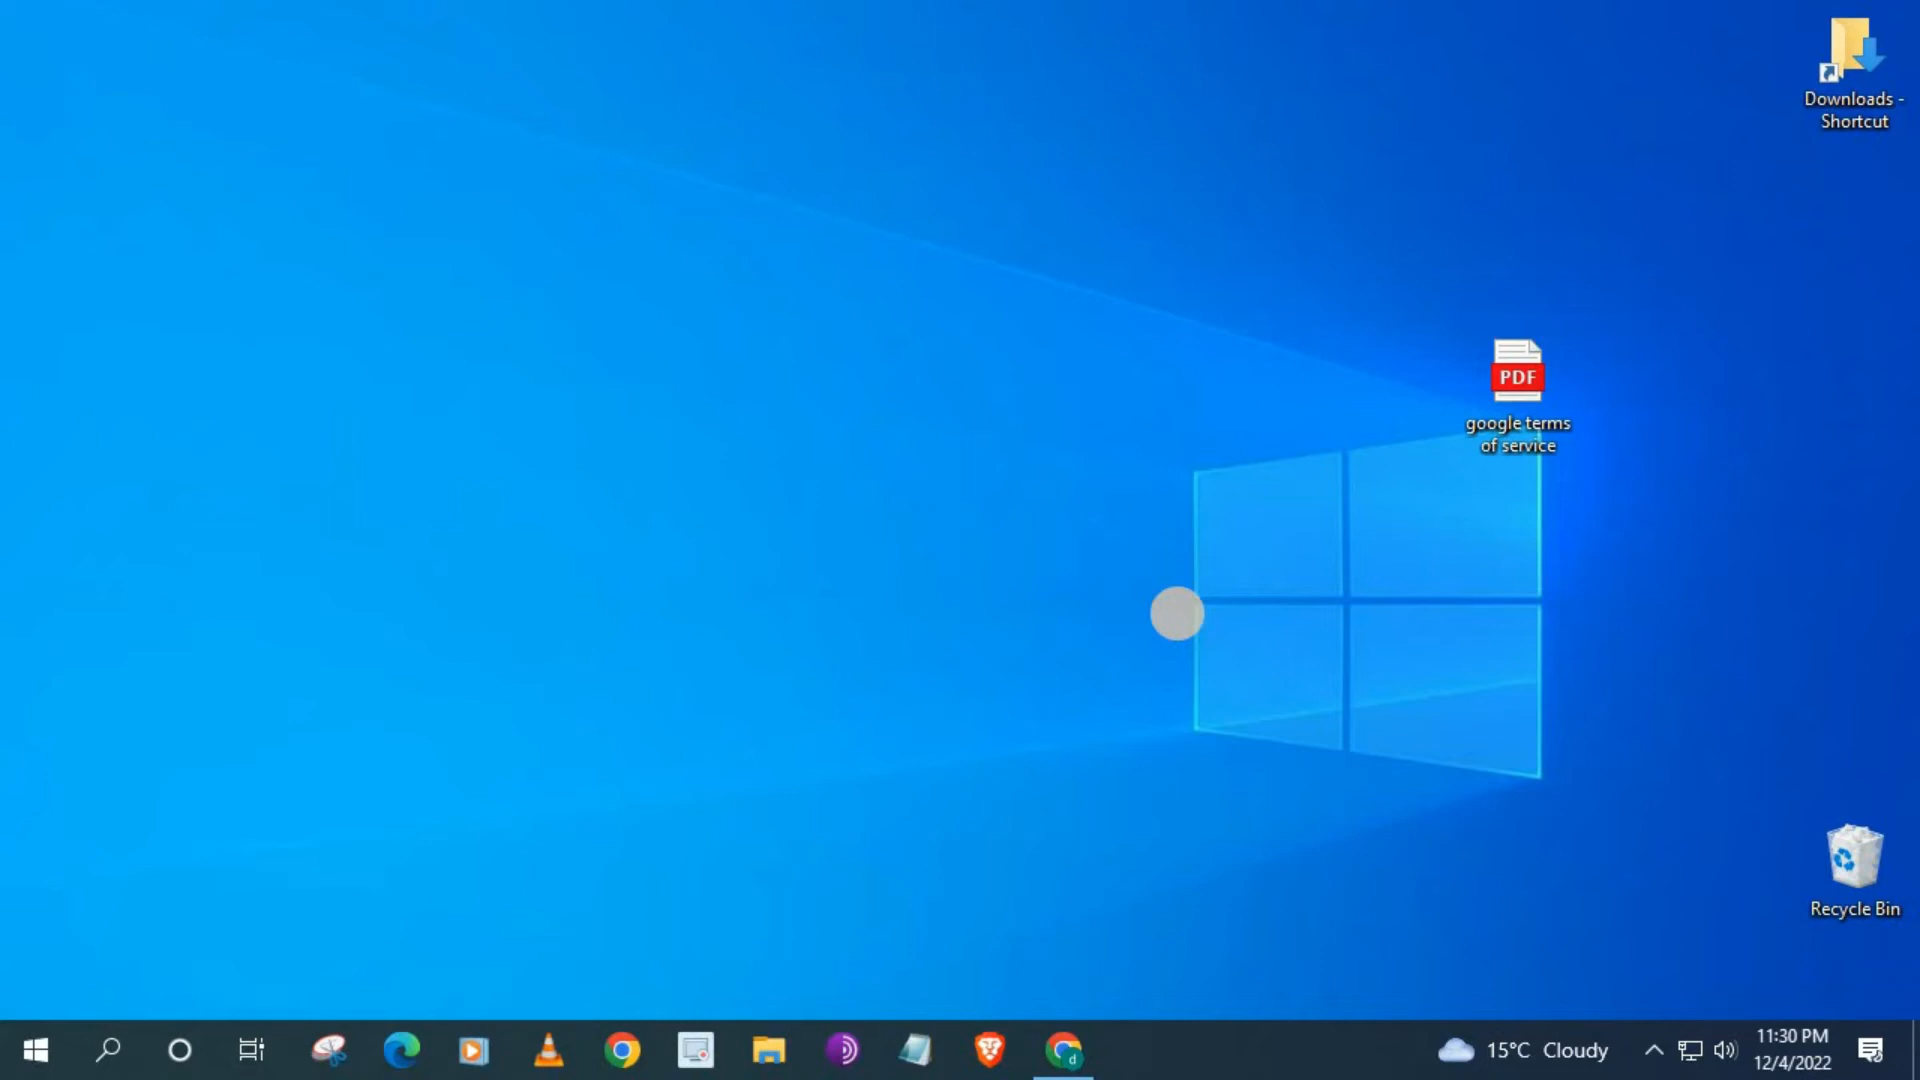 Downloads -
Shortcut
PDF
google terms
of service
Recycle Bin
d
15°C Cloudy
11:30 PM
12/4/2022